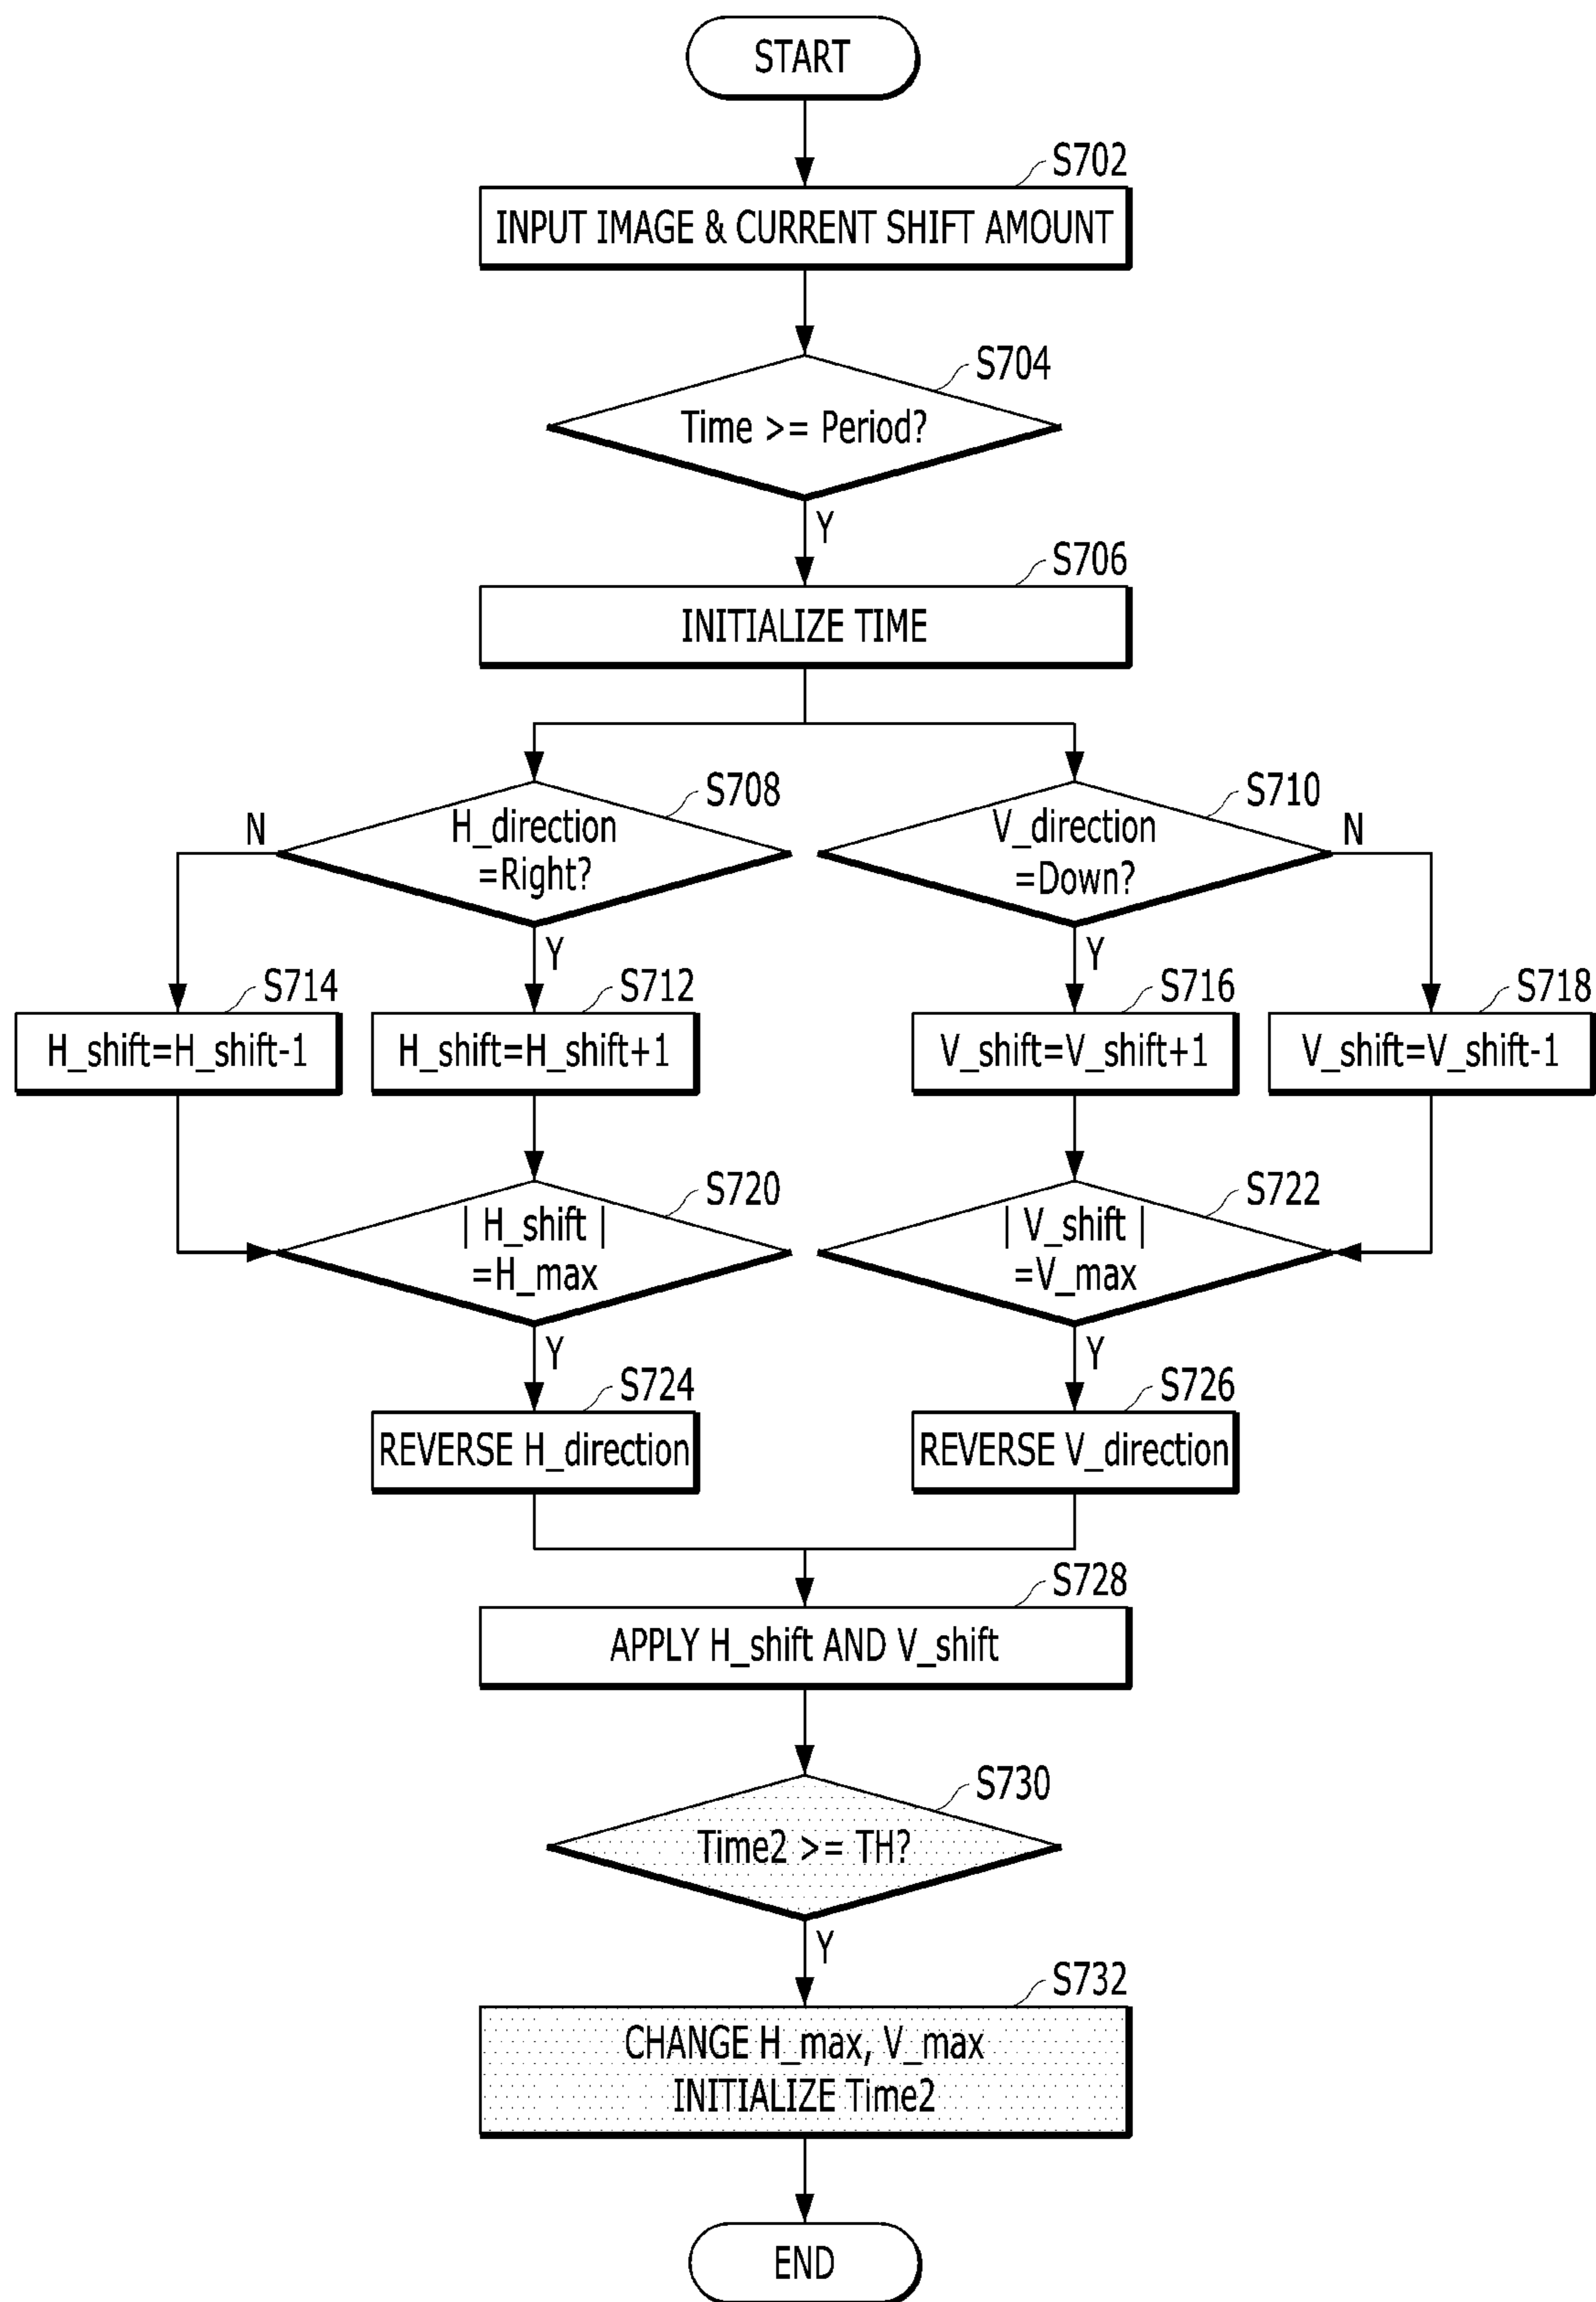 START
S702
INPUT IMAGE & CURRENT SHIFT AMOUNT
S704
Time >= Period?
Y
S706
INITIALIZE TIME
S708
H_direction
=Right?
N
Y
S710
V_direction
=Down?
N
Y
S714
H_shift=H_shift-1
S712
H_shift=H_shift+1
S716
V_shift=V_shift+1
S718
V_shift=V_shift-1
S720
| H_shift |
=H_max
Y
S722
| V_shift |
=V_max
Y
S724
REVERSE H_direction
S726
REVERSE V_direction
S728
APPLY H_shift AND V_shift
S730
Time2 >= TH?
Y
S732
CHANGE H_max, V_max
INITIALIZE Time2
END